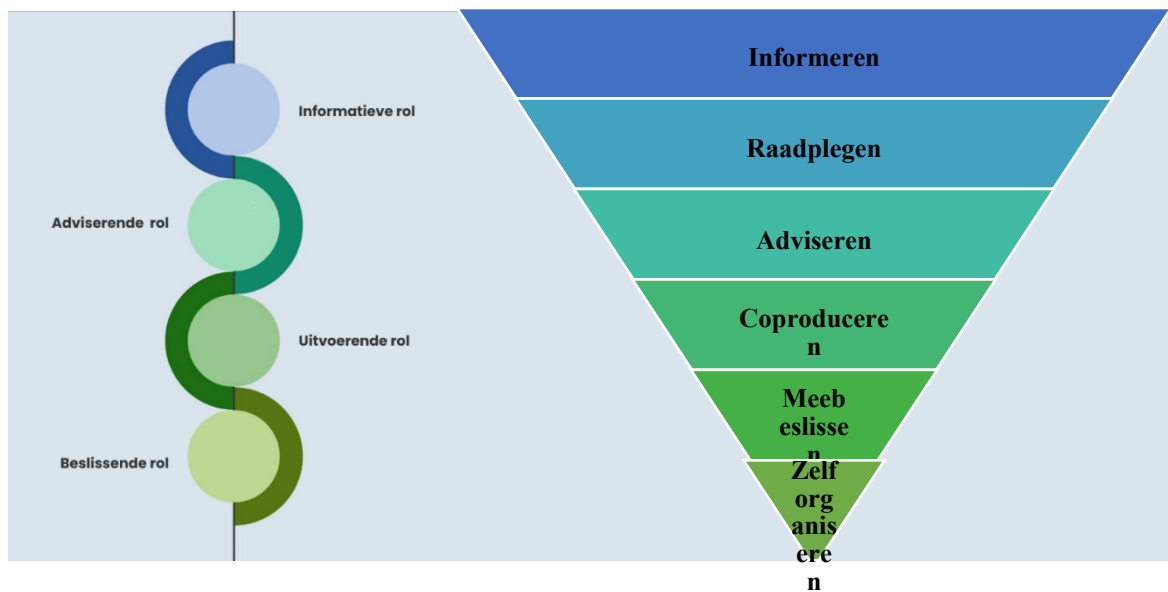 Informatieve rol
Adviserende rol
Uitvoerende rol
Beslissende rol
Informeren
Raadplegen
Adviseren
Coproducere
n
Meeb
eslisse
n
Zelf
org
anis
ere
n